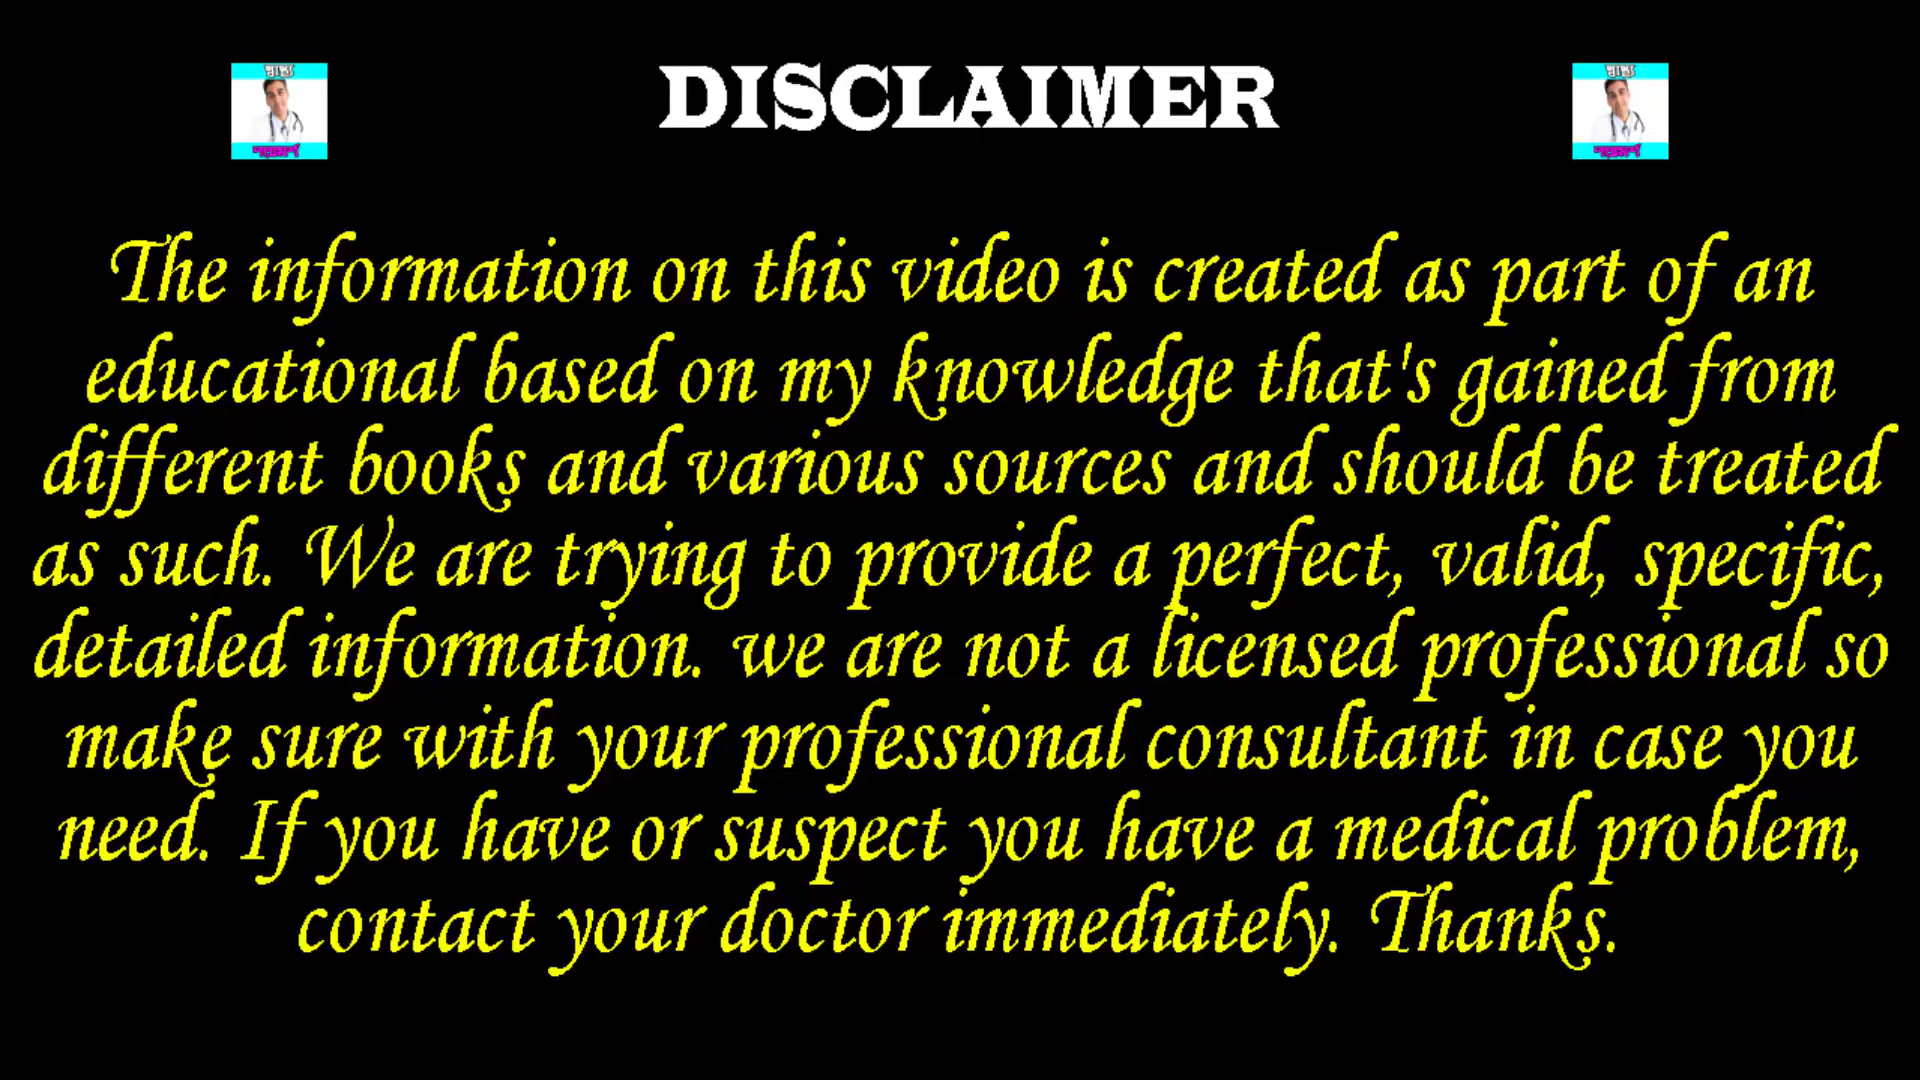 DISCLAIMER
The information on this video is created as part of an
educational based on my knowledge that's gained from
different books and various sources and should be treated
as such. We are trying to provide a perfect, valid, specific,
detailed information. we are not a licensed professional so
make sure with your professional consultant in case you
need. If you have or suspect you have a medical problem,
contact your doctor immediately. Thanks.